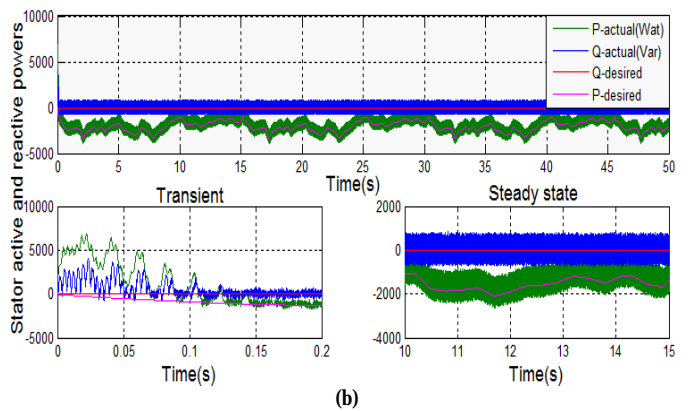 Stator active and reactive powers
10000
5000
0
-5000
P-actual(Wat)
Q-actual(Var)
Q-desired
P-desired
0 5 10 15 20 25 30 35 40 45 50
Time(s)
Transient
10000
5000
0
-5000
0 0.05 0.1 0.15 0.2
Time(s)
Steady state
2000
0
-2000
-4000
10 11 12 13 14 15
Time(s)
(b)